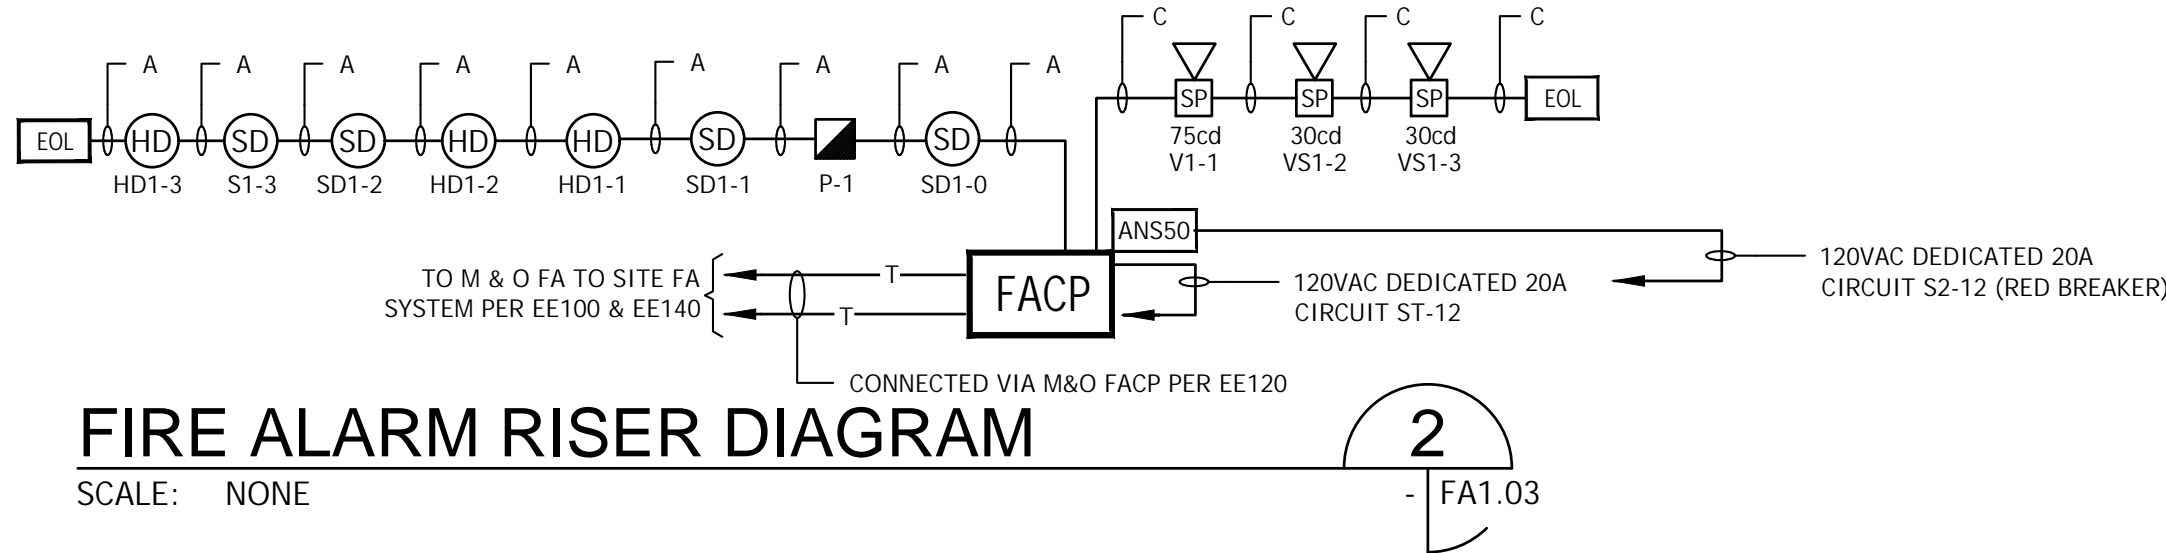 C C C C
A A A A A A A A A
EOL HD SD SD HD HD SD SD
SP SP SP EOL
HD1-3 S1-3 SD1-2 HD1-2 HD1-1 SD1-1 P-1 SD1-0
75cd 30cd 30cd
V1-1 VS1-2 VS1-3
ANS50
TO M & O FA TO SITE FA
SYSTEM PER EE100 & EE140
T
T
FACP
120VAC DEDICATED 20A
CIRCUIT ST-12
120VAC DEDICATED 20A
CIRCUIT S2-12 (RED BREAKER)
CONNECTED VIA M&O FACP PER EE120
FIRE ALARM RISER DIAGRAM
2
SCALE: NONE
- FA1.03